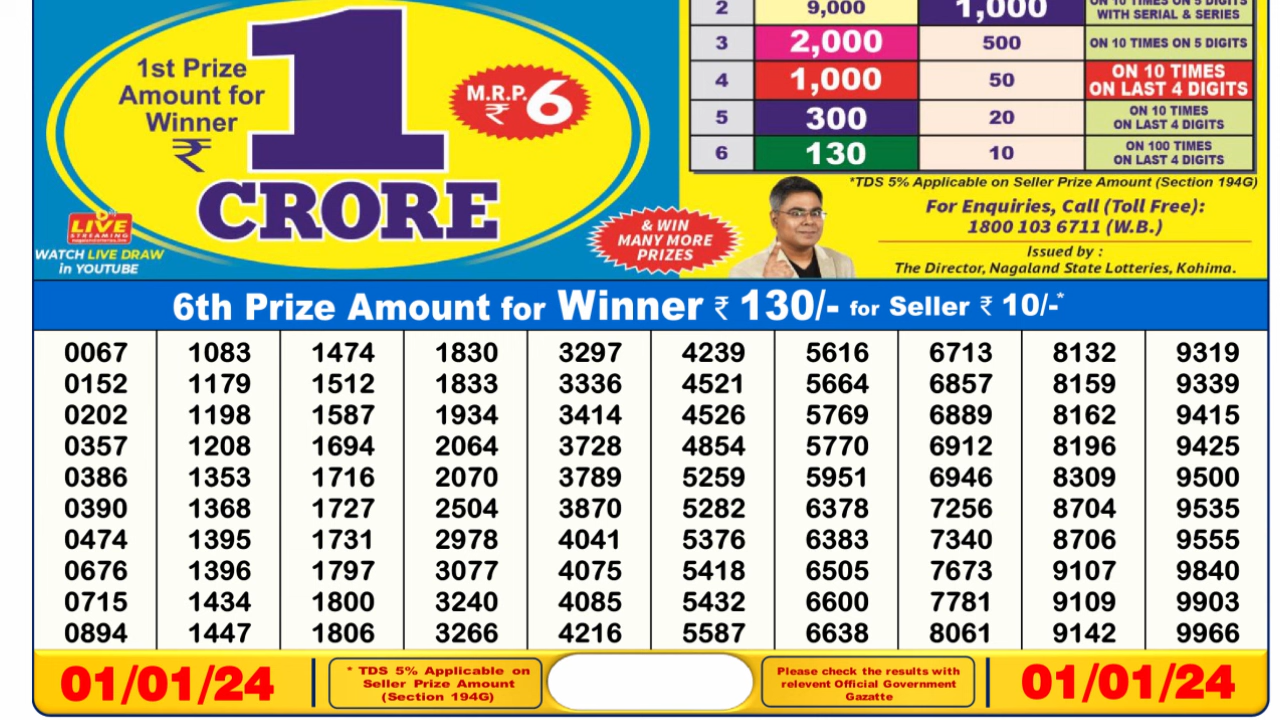 2 9,000 1,000 ON 10 TIMES ON 5 DIGITS
WITH SERIAL & SERIES
3 2,000 500 ON 10 TIMES ON 5 DIGITS
4 1,000 50 ON 10 TIMES
ON LAST 4 DIGITS
5 300 20 ON 10 TIMES
ON LAST 4 DIGITS
6 130 10 ON 100 TIMES
ON LAST 4 DIGITS
1st Prize
Amount for
Winner
₹
1
CRORE
M.R.P.
₹ 6
LIVE
STREAMING
WATCH LIVE DRAW
in YOUTUBE
& WIN
MANY MORE
PRIZES
*TDS 5% Applicable on Seller Prize Amount (Section 194G)
For Enquiries, Call (Toll Free):
1800 103 6711 (W.B.)
Issued by :
The Director, Nagaland State Lotteries, Kohima.
6th Prize Amount for Winner ₹ 130/- for Seller ₹ 10/-*
0067 1083 1474 1830 3297 4239 5616 6713 8132 9319
0152 1179 1512 1833 3336 4521 5664 6857 8159 9339
0202 1198 1587 1934 3414 4526 5769 6889 8162 9415
0357 1208 1694 2064 3728 4854 5770 6912 8196 9425
0386 1353 1716 2070 3789 5259 5951 6946 8309 9500
0390 1368 1727 2504 3870 5282 6378 7256 8704 9535
0474 1395 1731 2978 4041 5376 6383 7340 8706 9555
0676 1396 1797 3077 4075 5418 6505 7673 9107 9840
0715 1434 1800 3240 4085 5432 6600 7781 9109 9903
0894 1447 1806 3266 4216 5587 6638 8061 9142 9966
01/01/24
* TDS 5% Applicable on
Seller Prize Amount
(Section 194G)
Please check the results with
relevent Official Government
Gazatte
01/01/24